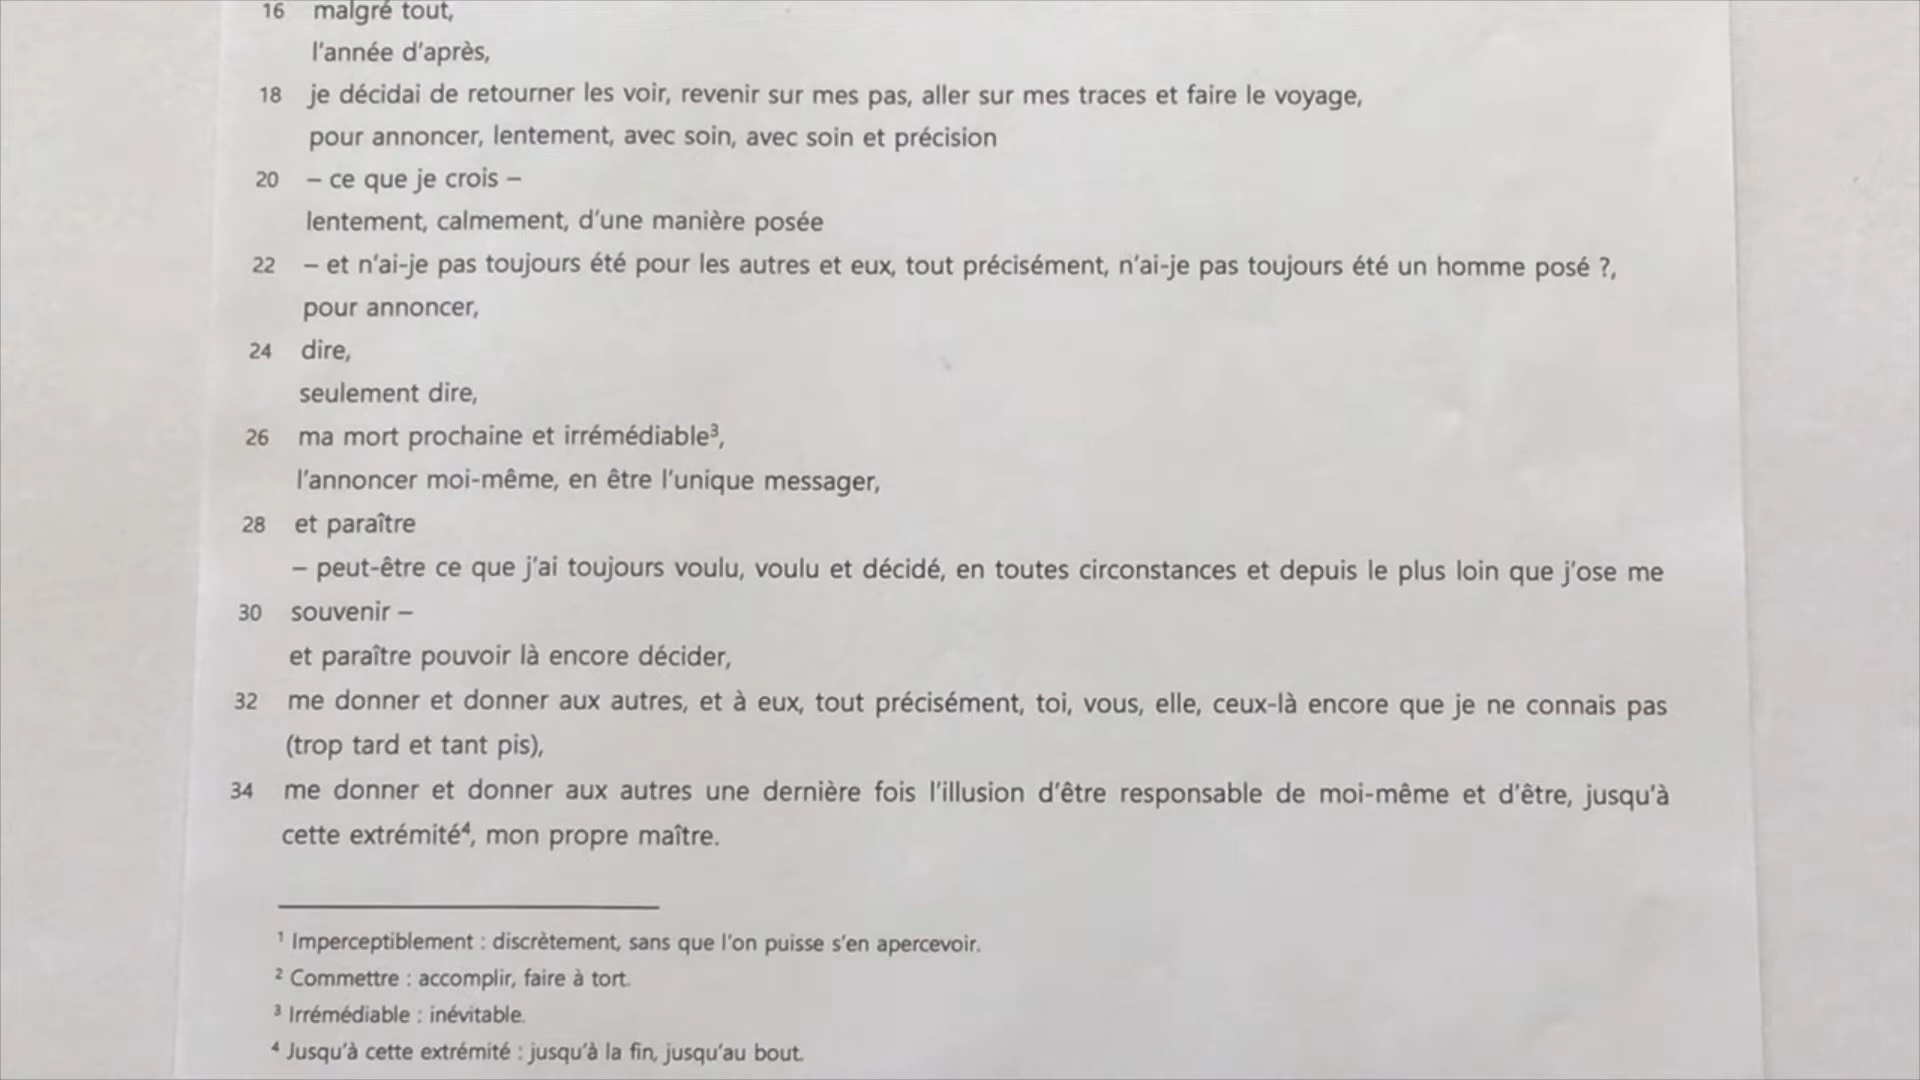 16 malgré tout,
l'année d'après,
18 je décidai de retourner les voir, revenir sur mes pas, aller sur mes traces et faire le voyage,
pour annoncer, lentement, avec soin, avec soin et précision
20 – ce que je crois –
lentement, calmement, d'une manière posée
22 – et n'ai-je pas toujours été pour les autres et eux, tout précisément, n'ai-je pas toujours été un homme posé ?,
pour annoncer,
24 dire,
seulement dire,
26 ma mort prochaine et irrémédiable³,
l'annoncer moi-même, en être l'unique messager,
28 et paraître
– peut-être ce que j'ai toujours voulu, voulu et décidé, en toutes circonstances et depuis le plus loin que j'ose me
30 souvenir –
et paraître pouvoir là encore décider,
32 me donner et donner aux autres, et à eux, tout précisément, toi, vous, elle, ceux-là encore que je ne connais pas
(trop tard et tant pis),
34 me donner et donner aux autres une dernière fois l'illusion d'être responsable de moi-même et d'être, jusqu'à
cette extrémité⁴, mon propre maître.
¹ Imperceptiblement : discrètement, sans que l'on puisse s'en apercevoir.
² Commettre : accomplir, faire à tort.
³ Irrémédiable : inévitable.
⁴ Jusqu'à cette extrémité : jusqu'à la fin, jusqu'au bout.